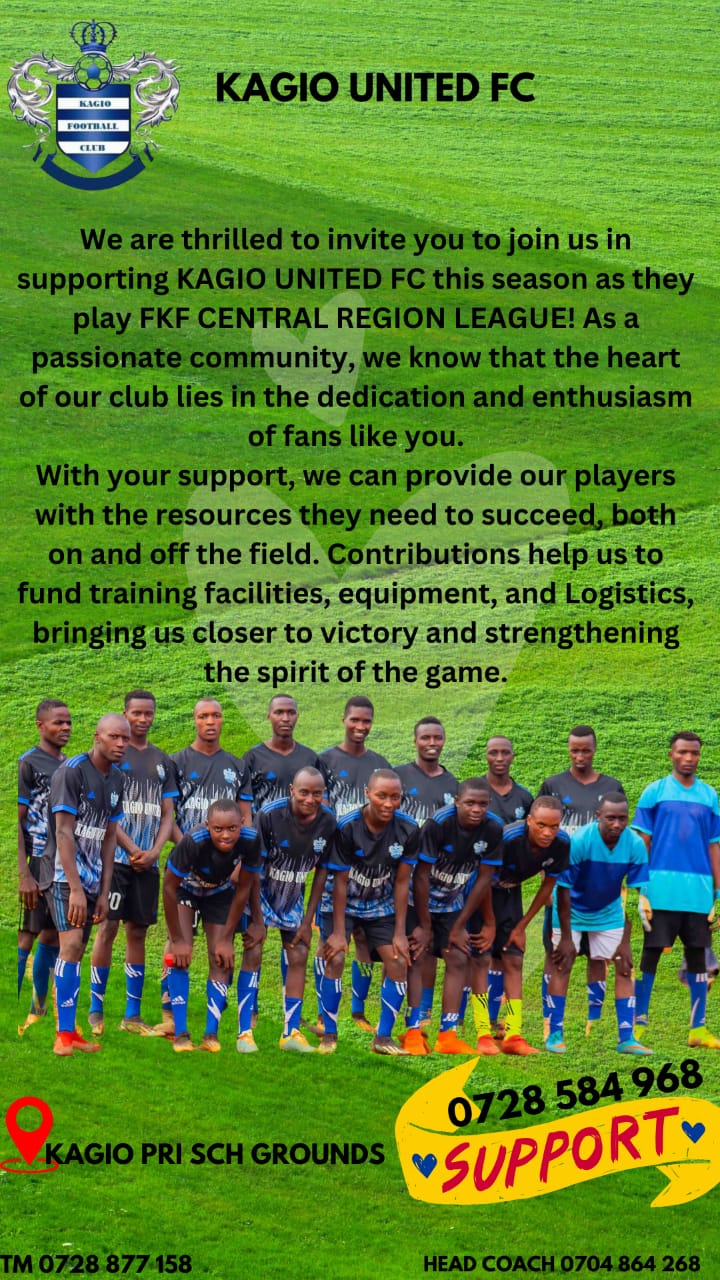 KAGIO
FOOTBALL
CLUB
KAGIO UNITED FC
We are thrilled to invite you to join us in
supporting KAGIO UNITED FC this season as they
play FKF CENTRAL REGION LEAGUE! As a
passionate community, we know that the heart
of our club lies in the dedication and enthusiasm
of fans like you.
With your support, we can provide our players
with the resources they need to succeed, both
on and off the field. Contributions help us to
fund training facilities, equipment, and Logistics,
bringing us closer to victory and strengthening
the spirit of the game.
0728 584 968
SUPPORT
KAGIO PRI SCH GROUNDS
TM 0728 877 158
HEAD COACH 0704 864 268